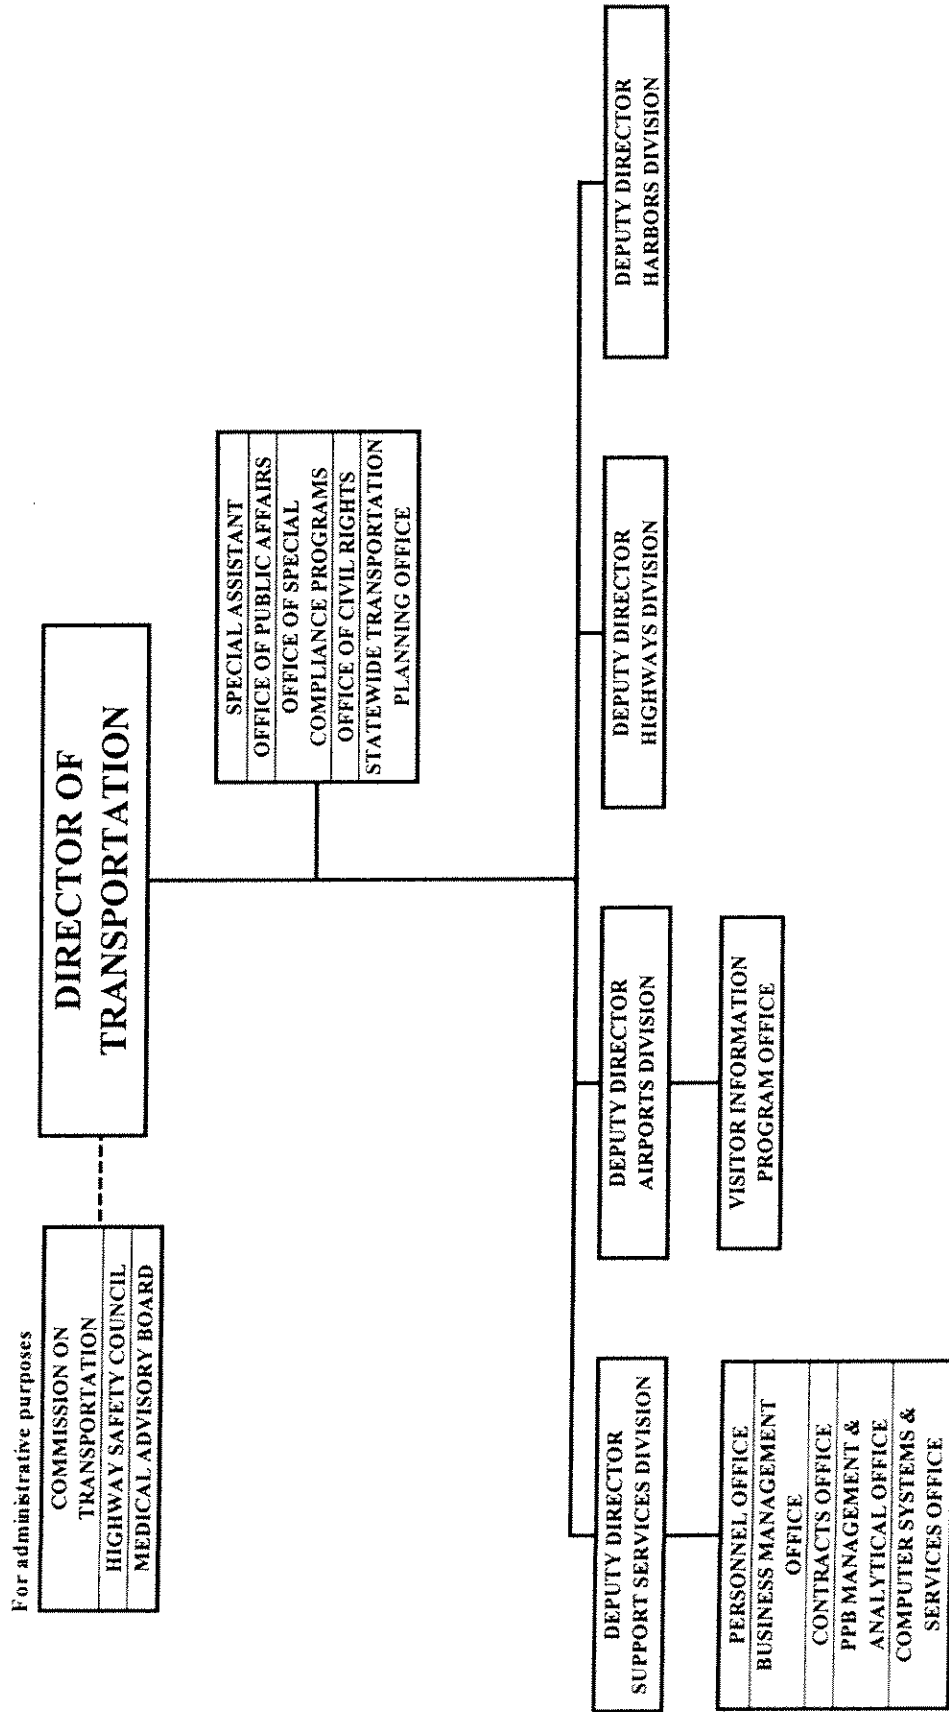 For administrative purposes
COMMISSION ON
TRANSPORTATION
HIGHWAY SAFETY COUNCIL
MEDICAL ADVISORY BOARD
DIRECTOR OF
TRANSPORTATION
SPECIAL ASSISTANT
OFFICE OF PUBLIC AFFAIRS
OFFICE OF SPECIAL
COMPLIANCE PROGRAMS
OFFICE OF CIVIL RIGHTS
STATEWIDE TRANSPORTATION
PLANNING OFFICE
DEPUTY DIRECTOR
SUPPORT SERVICES DIVISION
DEPUTY DIRECTOR
AIRPORTS DIVISION
DEPUTY DIRECTOR
HIGHWAYS DIVISION
DEPUTY DIRECTOR
HARBORS DIVISION
PERSONNEL OFFICE
BUSINESS MANAGEMENT
OFFICE
CONTRACTS OFFICE
PPB MANAGEMENT &
ANALYTICAL OFFICE
COMPUTER SYSTEMS &
SERVICES OFFICE
VISITOR INFORMATION
PROGRAM OFFICE